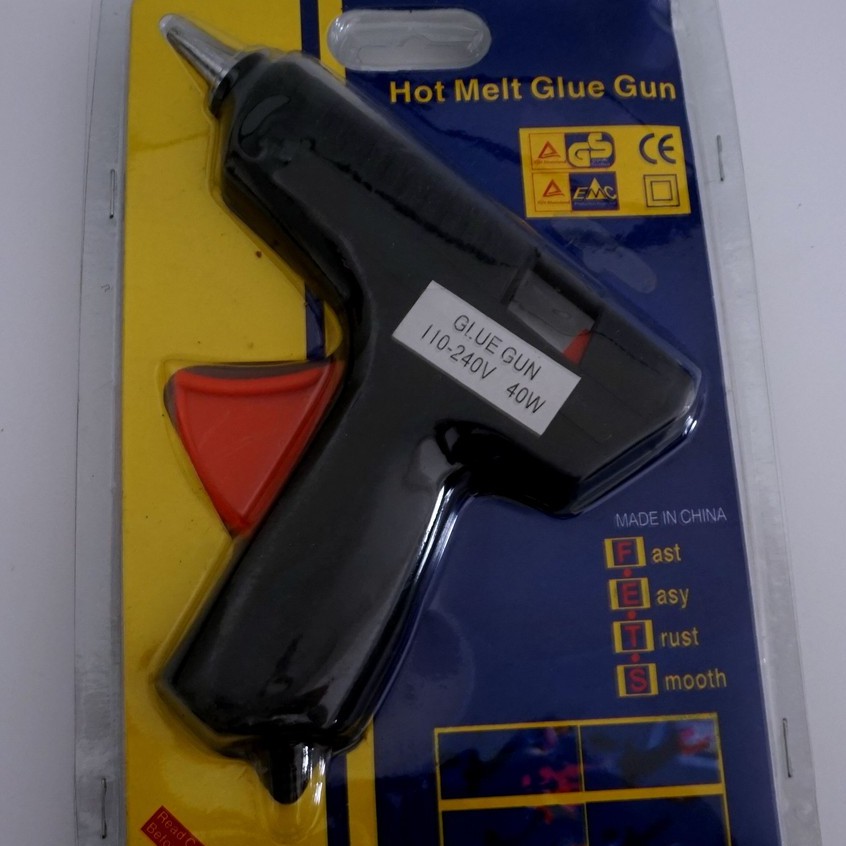 Hot Melt Glue Gun
GS CE
EMC
GLUE GUN
110-240V 40W
MADE IN CHINA
Fast
Easy
Trust
Smooth
Read